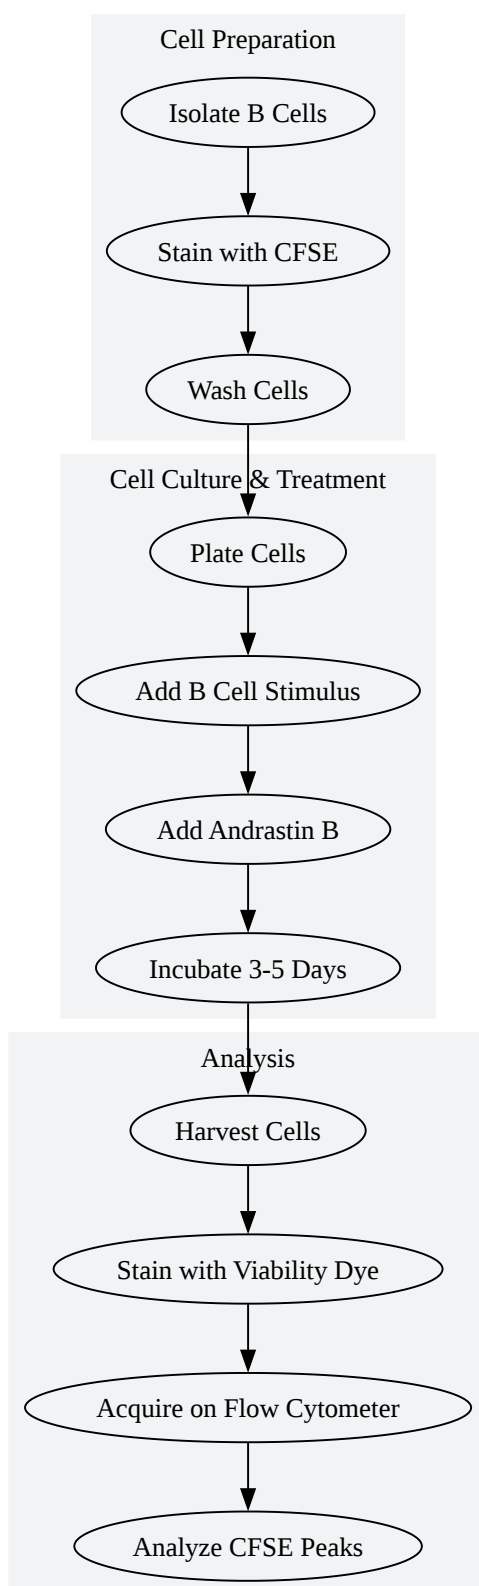 Cell Preparation
Isolate B Cells
Stain with CFSE
Wash Cells
Cell Culture & Treatment
Plate Cells
Add B Cell Stimulus
Add Andrastin B
Incubate 3-5 Days
Analysis
Harvest Cells
Stain with Viability Dye
Acquire on Flow Cytometer
Analyze CFSE Peaks